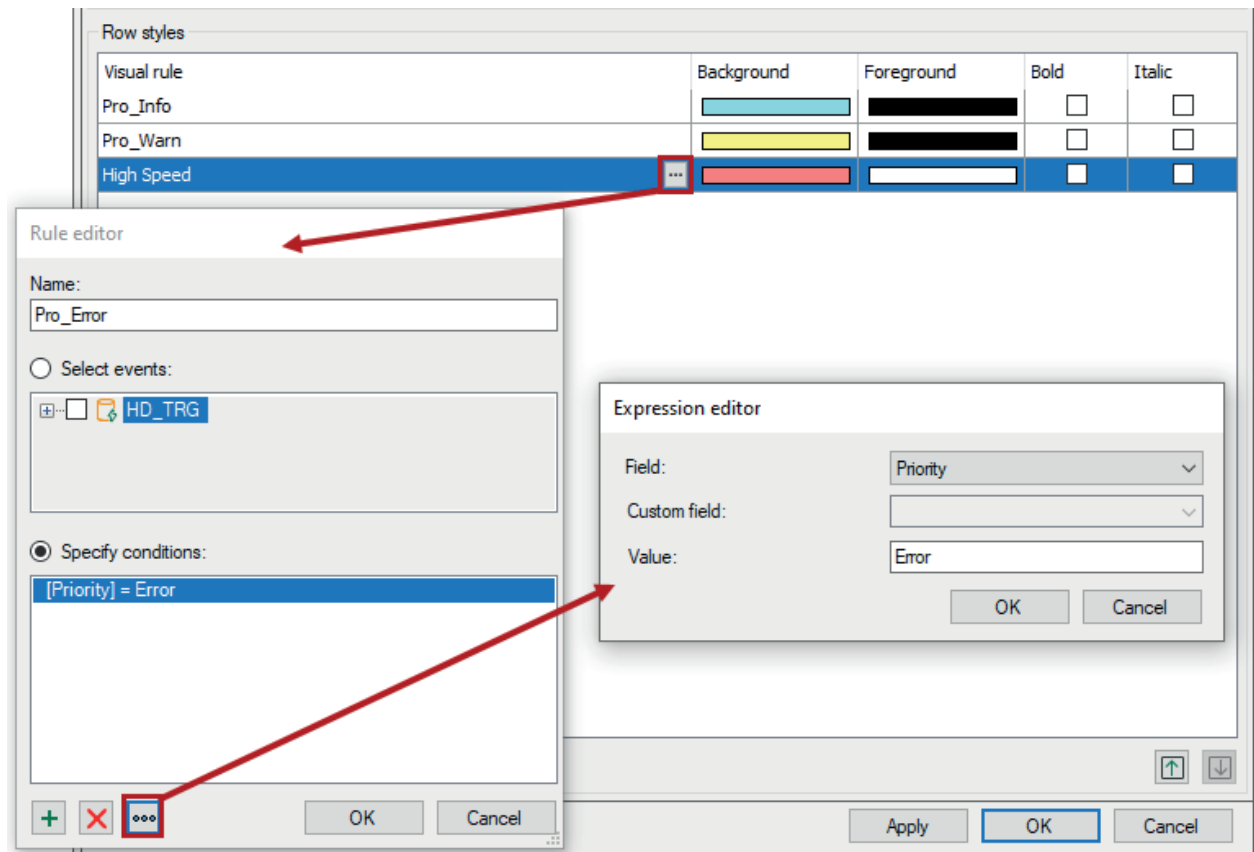 Row styles
Visual rule Background Foreground Bold Italic
Pro_Info
Pro_Warn
High Speed ...
Rule editor
Name:
Pro_Error
Select events:
HD_TRG
Specify conditions:
[Priority] = Error
OK Cancel
Expression editor
Field: Priority
Custom field:
Value: Error
OK Cancel
Apply OK Cancel